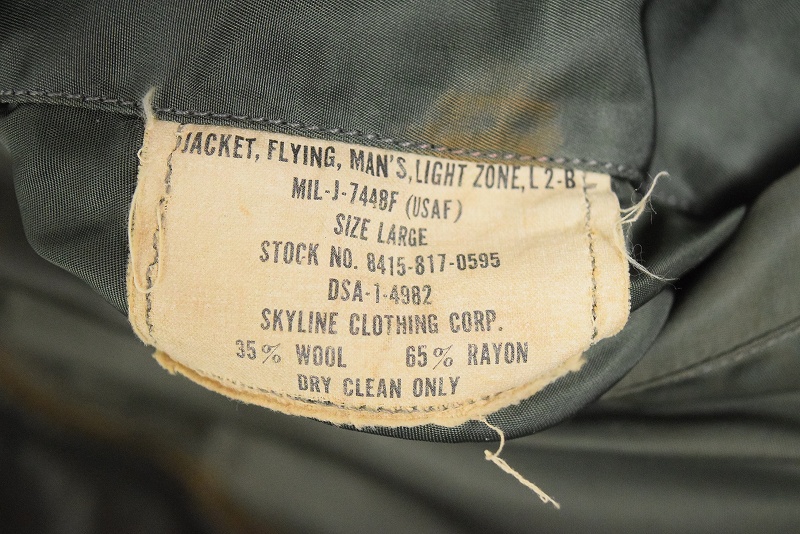 JACKET, FLYING, MAN'S, LIGHT ZONE, L 2-B
MIL-J-7448F (USAF)
SIZE LARGE
STOCK NO. 8415-817-0595
DSA-1-4982
SKYLINE CLOTHING CORP.
35% WOOL 65% RAYON
DRY CLEAN ONLY